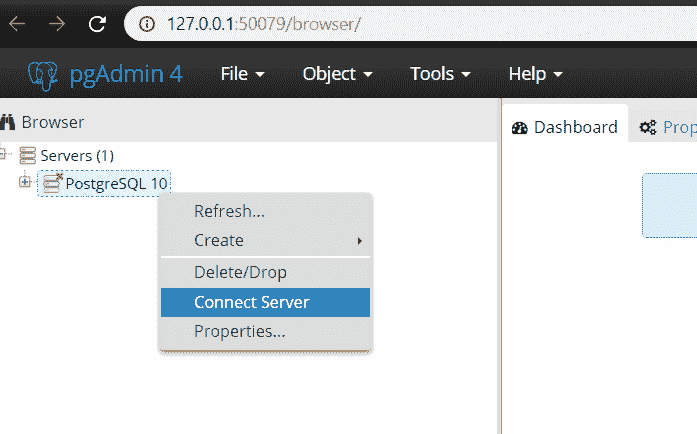 127.0.0.1:50079/browser/
pgAdmin 4 File Object Tools Help
Browser Dashboard Prop
Servers (1)
PostgreSQL 10
Refresh...
Create
Delete/Drop
Connect Server
Properties...